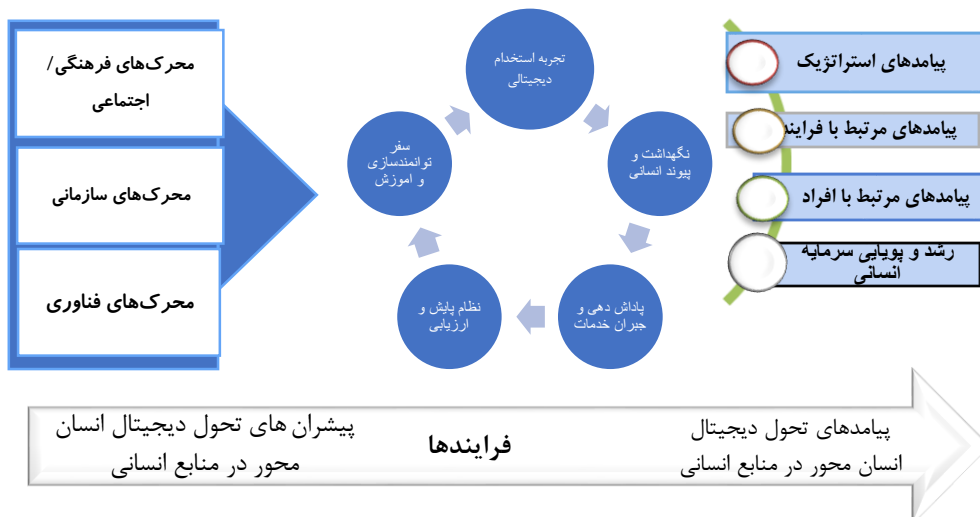 محرک‌های فرهنگی/
اجتماعی
محرک‌های سازمانی
محرک‌های فناوری
تجربه استخدام
دیجیتالی
نگهداشت و
پیوند انسانی
پاداش دهی و
جبران خدمات
نظام پایش و
ارزیابی
سفر
توانمندسازی
و اموزش
پیامدهای استراتژیک
پیامدهای مرتبط با فرایند
پیامدهای مرتبط با افراد
رشد و پویایی سرمایه
انسانی
پیشران های تحول دیجیتال انسان
محور در منابع انسانی
فرایندها
پیامدهای تحول دیجیتال
انسان محور در منابع انسانی